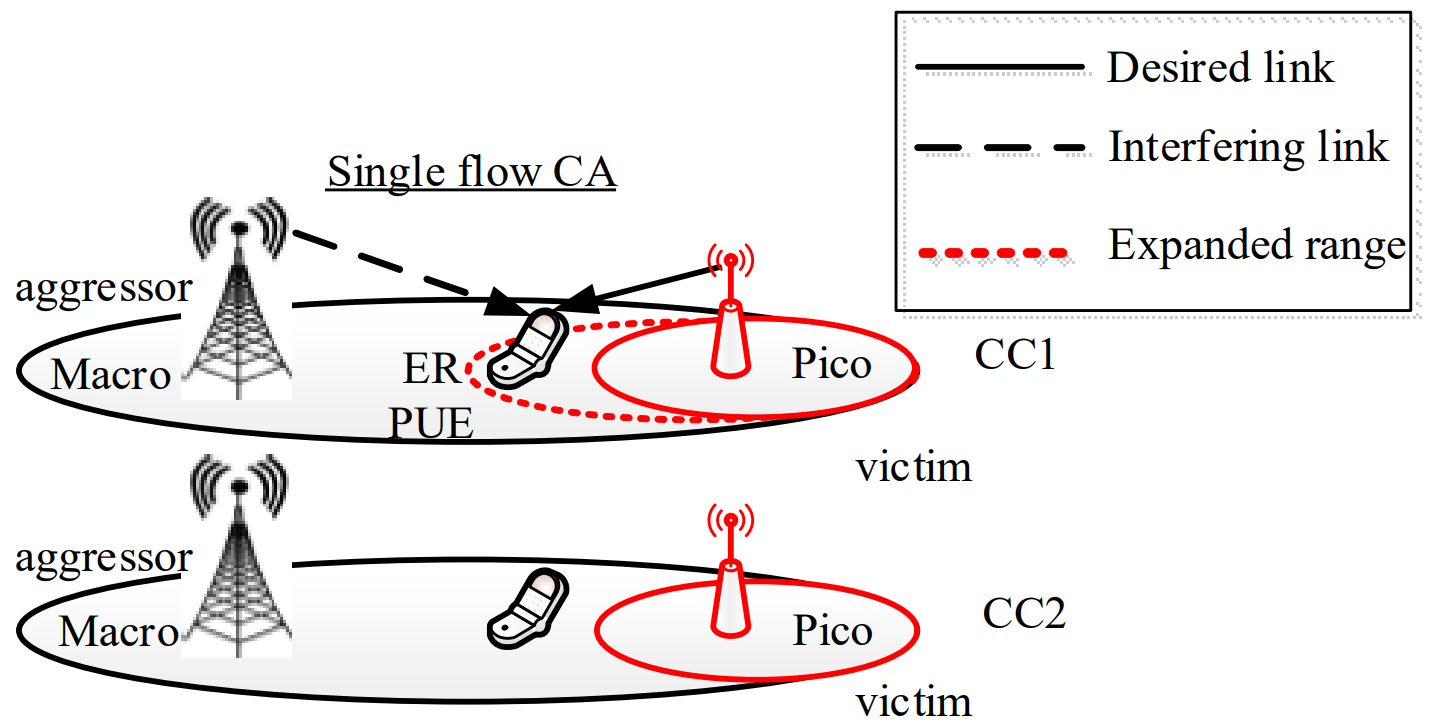 Desired link
Interfering link
Expanded range
Single flow CA
aggressor
Macro
ER
PUE
Pico
CC1
victim
aggressor
Macro
Pico
CC2
victim